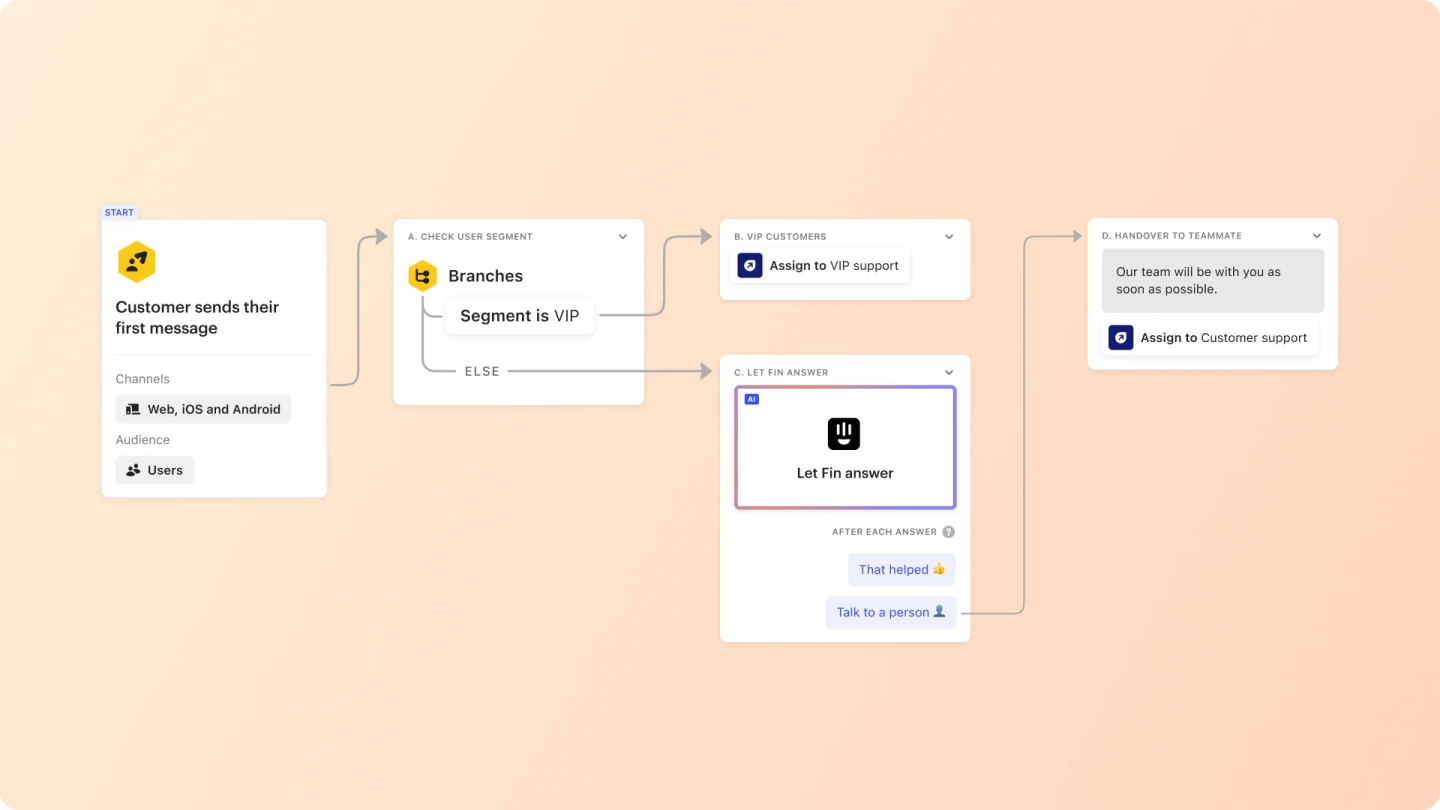 START
Customer sends their
first message
Channels
Web, iOS and Android
Audience
Users
A. CHECK USER SEGMENT
Branches
Segment is VIP
ELSE
B. VIP CUSTOMERS
Assign to VIP support
C. LET FIN ANSWER
AI
Let Fin answer
AFTER EACH ANSWER ?
That helped 👍
Talk to a person 👤
D. HANDOVER TO TEAMMATE
Our team will be with you as
soon as possible.
Assign to Customer support